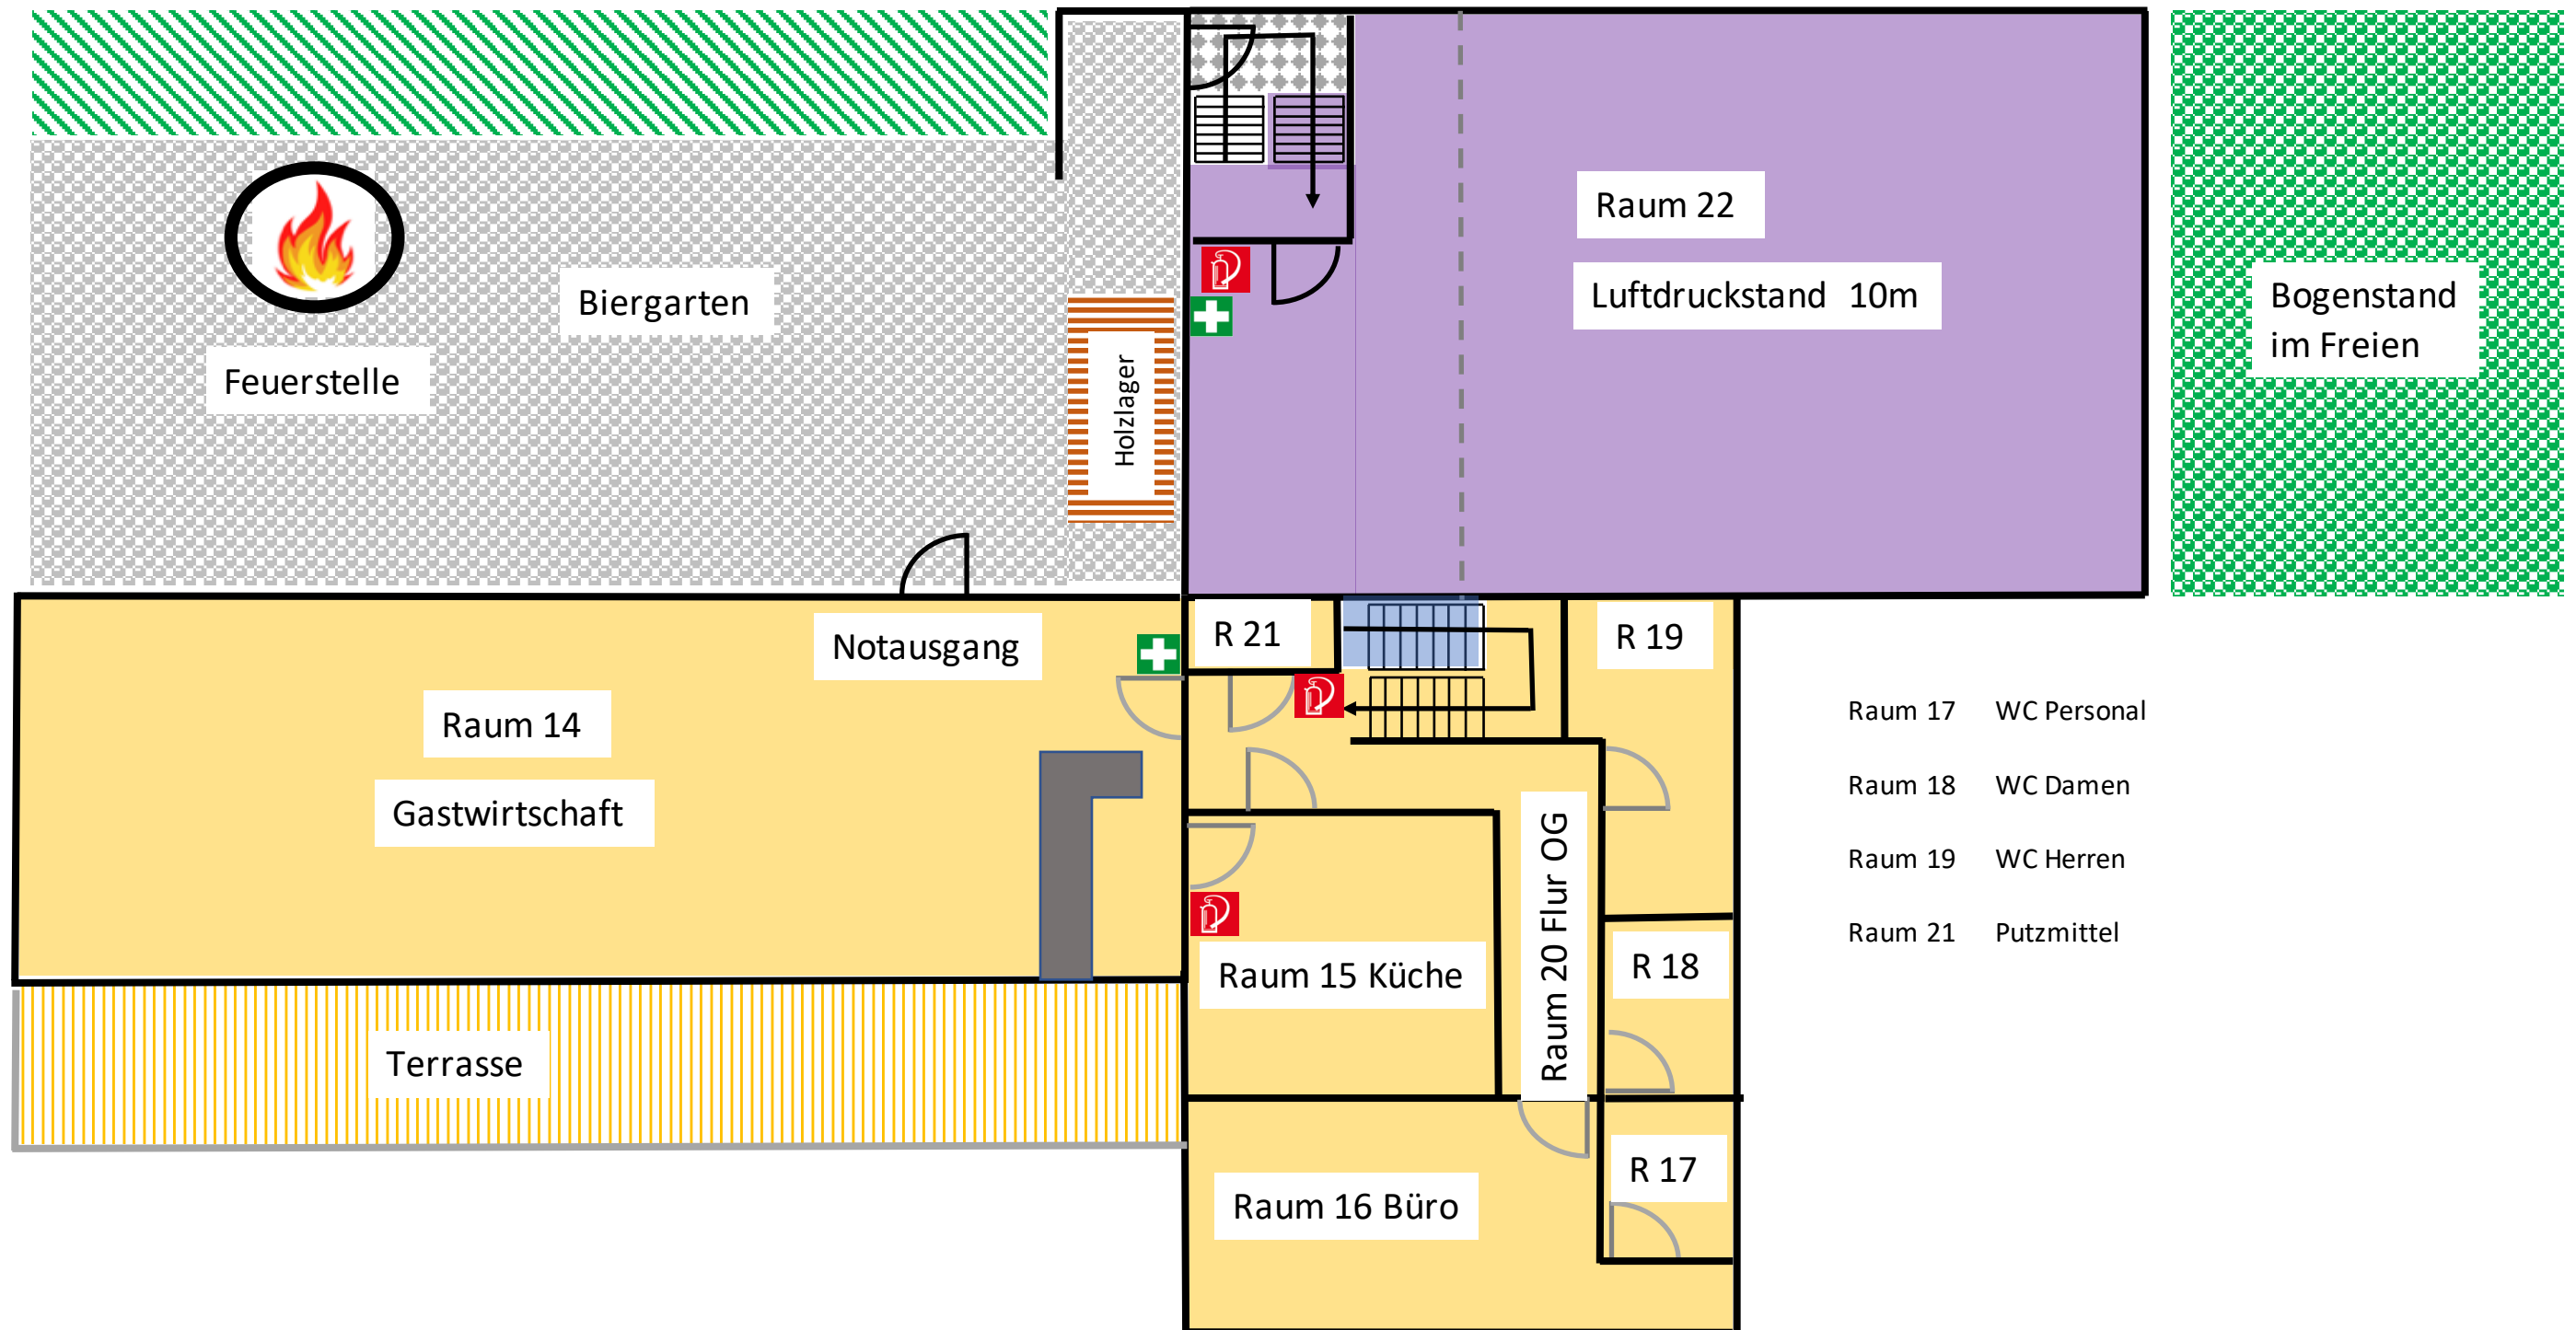 Raum 22
Luftdruckstand 10m
Bogenstand
im Freien
Biergarten
Feuerstelle
Holzlager
Notausgang
R 21
R 19
Raum 14
Gastwirtschaft
Raum 20 Flur OG
Raum 15 Küche
R 18
Terrasse
R 17
Raum 16 Büro
Raum 17 WC Personal
Raum 18 WC Damen
Raum 19 WC Herren
Raum 21 Putzmittel